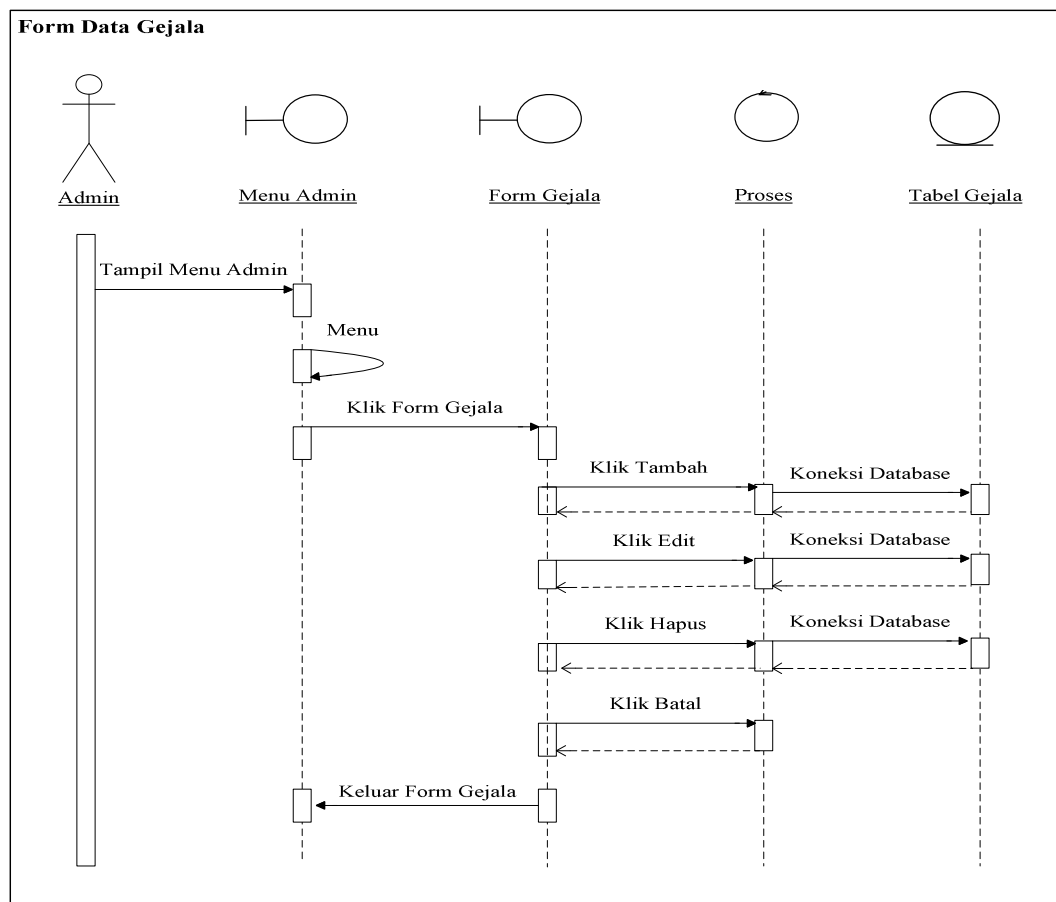 Form Data Gejala
Admin
Menu Admin
Form Gejala
Proses
Tabel Gejala
Tampil Menu Admin
Menu
Klik Form Gejala
Klik Tambah
Koneksi Database
Klik Edit
Koneksi Database
Klik Hapus
Koneksi Database
Klik Batal
Keluar Form Gejala